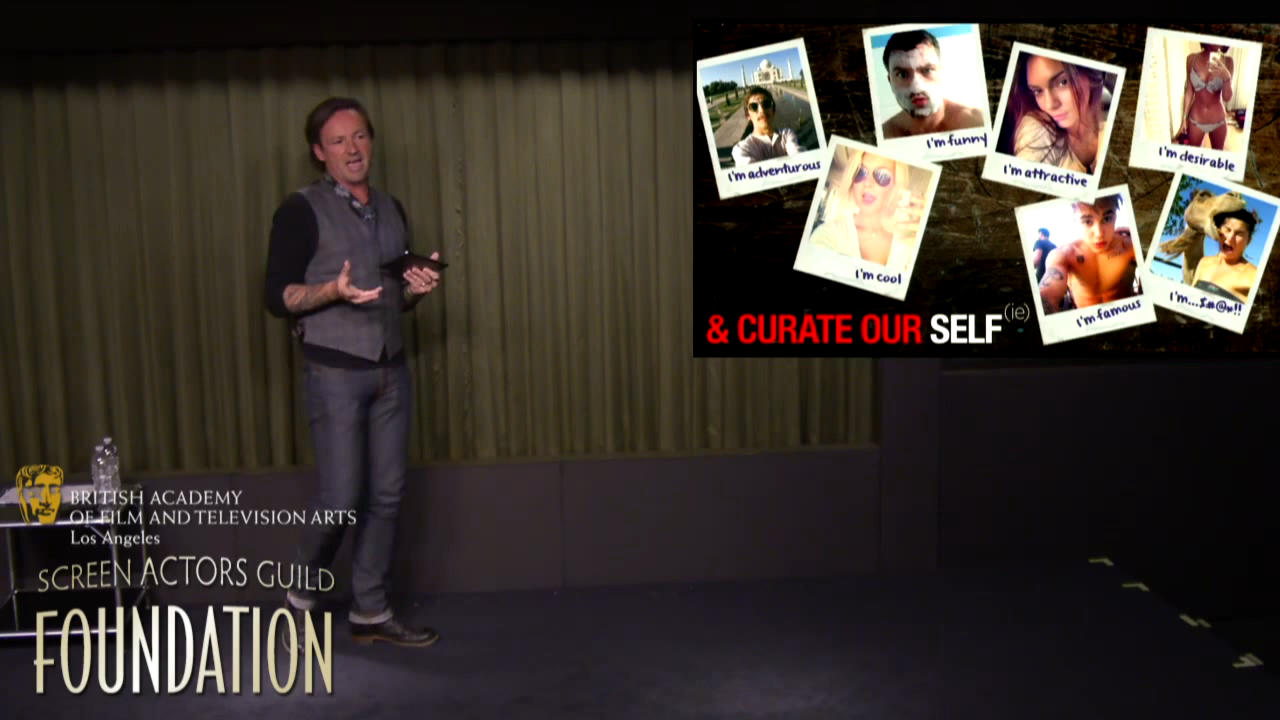 I'm adventurous
I'm funny
I'm attractive
I'm desirable
I'm cool
I'm famous
I'm...$#@*!!
& CURATE OUR SELF(ie)
BRITISH ACADEMY
OF FILM AND TELEVISION ARTS
Los Angeles
SCREEN ACTORS GUILD
FOUNDATION